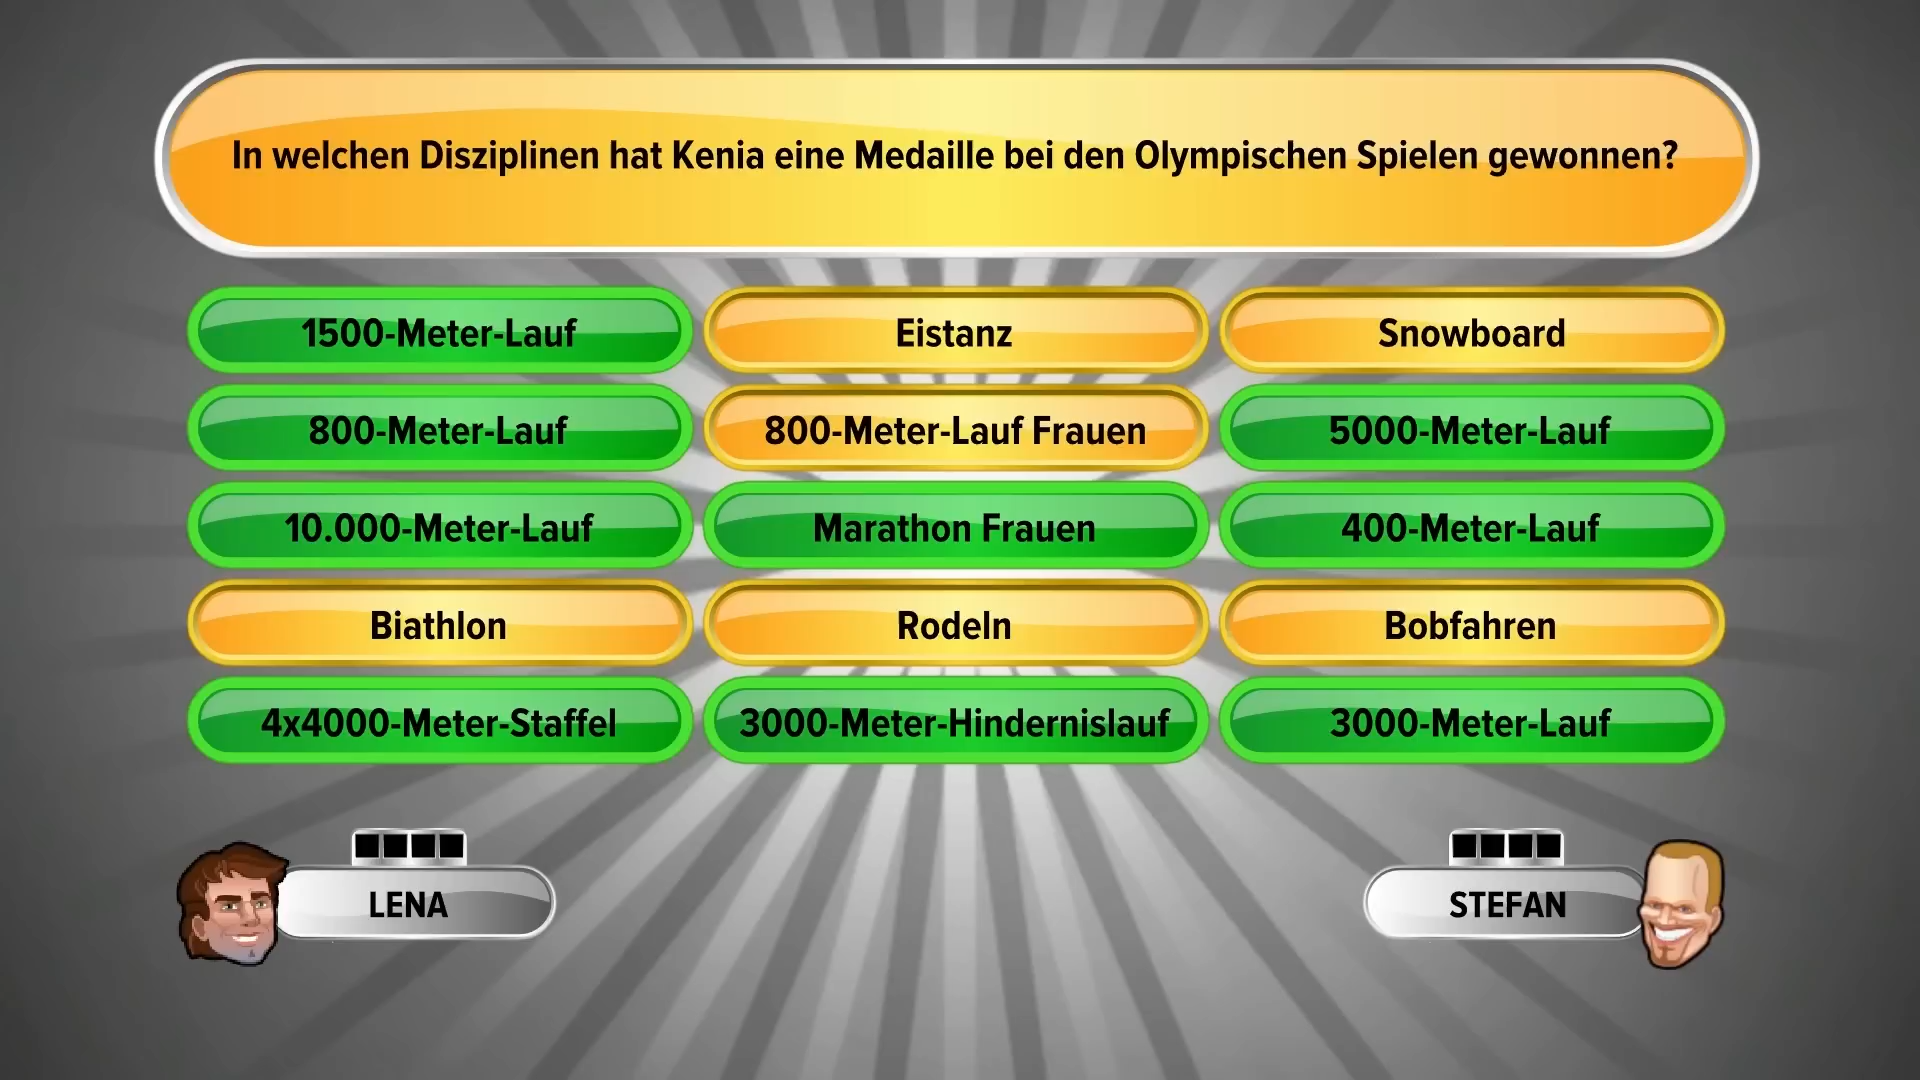 In welchen Disziplinen hat Kenia eine Medaille bei den Olympischen Spielen gewonnen?
1500-Meter-Lauf
Eistanz
Snowboard
800-Meter-Lauf
800-Meter-Lauf Frauen
5000-Meter-Lauf
10.000-Meter-Lauf
Marathon Frauen
400-Meter-Lauf
Biathlon
Rodeln
Bobfahren
4x4000-Meter-Staffel
3000-Meter-Hindernislauf
3000-Meter-Lauf
LENA
STEFAN